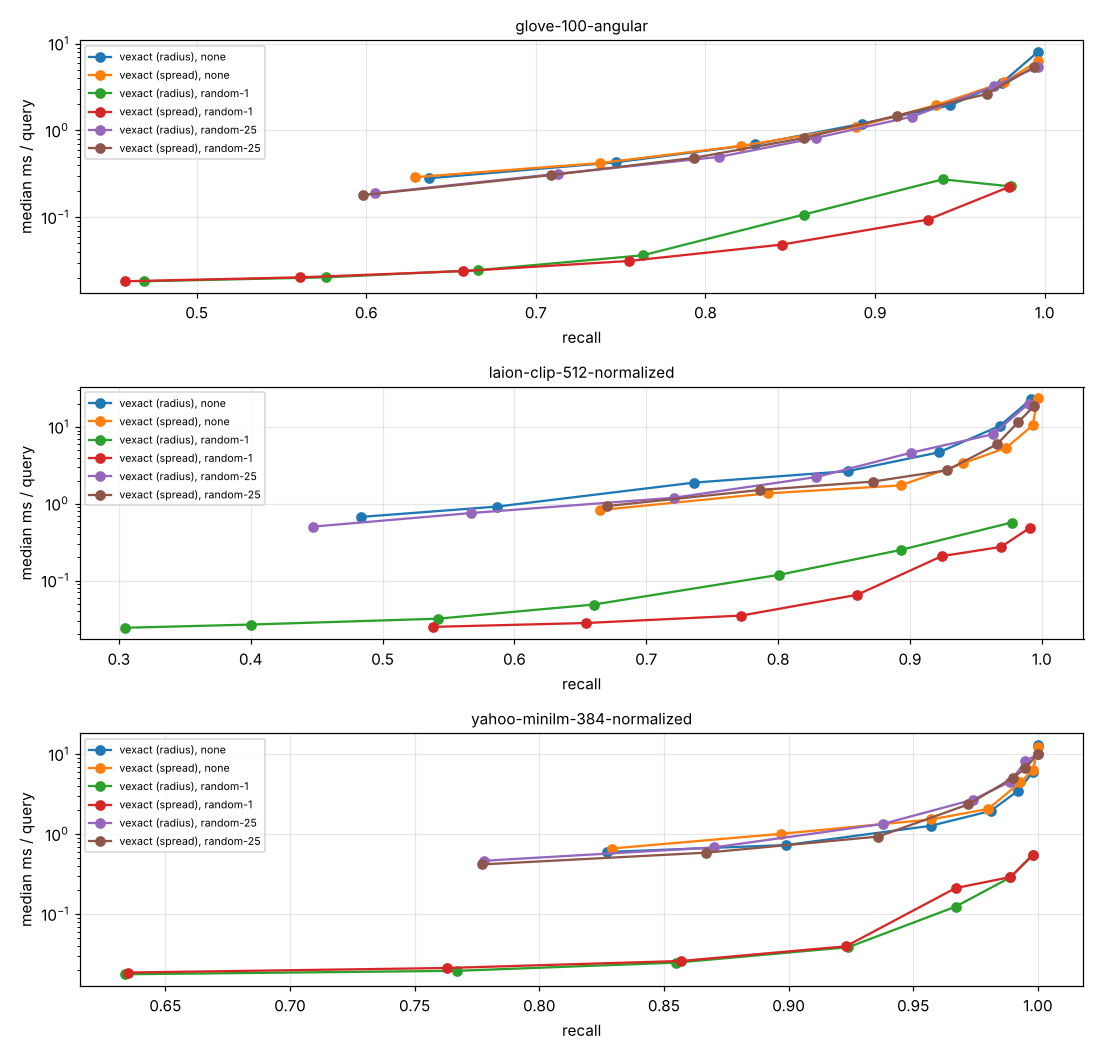 glove-100-angular
vexact (radius), none
vexact (spread), none
vexact (radius), random-1
vexact (spread), random-1
vexact (radius), random-25
vexact (spread), random-25
10¹
10⁰
10⁻¹
median ms / query
0.5 0.6 0.7 0.8 0.9 1.0
recall
laion-clip-512-normalized
vexact (radius), none
vexact (spread), none
vexact (radius), random-1
vexact (spread), random-1
vexact (radius), random-25
vexact (spread), random-25
10¹
10⁰
10⁻¹
median ms / query
0.3 0.4 0.5 0.6 0.7 0.8 0.9 1.0
recall
yahoo-minilm-384-normalized
vexact (radius), none
vexact (spread), none
vexact (radius), random-1
vexact (spread), random-1
vexact (radius), random-25
vexact (spread), random-25
10¹
10⁰
10⁻¹
median ms / query
0.65 0.70 0.75 0.80 0.85 0.90 0.95 1.00
recall